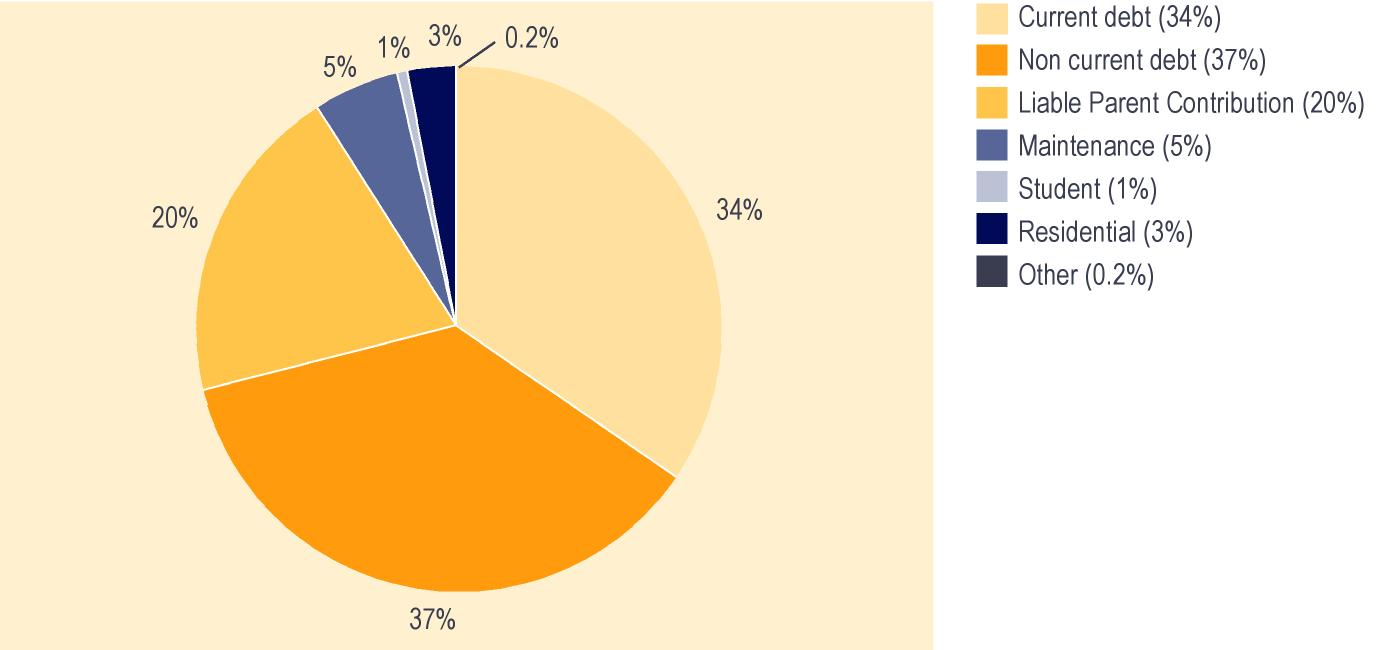 3%
0.2%
1%
5%
34%
20%
37%
Current debt (34%)
Non current debt (37%)
Liable Parent Contribution (20%)
Maintenance (5%)
Student (1%)
Residential (3%)
Other (0.2%)